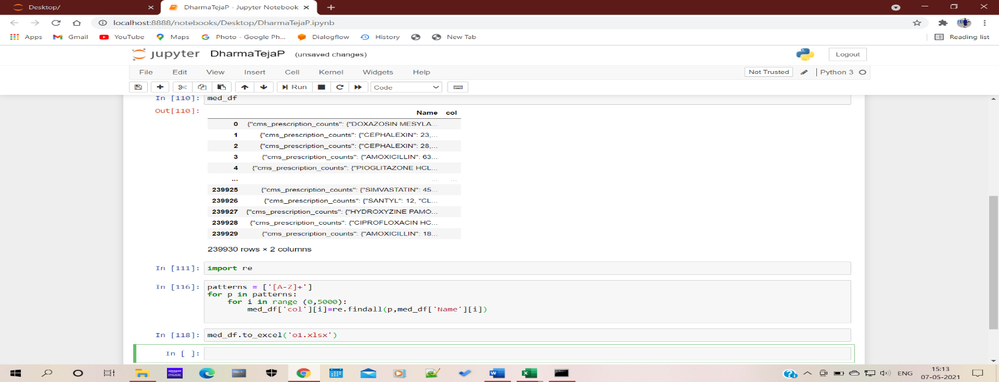 Desktop/
DharmaTejaP - Jupyter Notebook
localhost:8888/notebooks/Desktop/DharmaTejaP.ipynb
Apps Gmail YouTube Maps Photo - Google Ph... Dialogflow History New Tab Reading list
jupyter DharmaTejaP (unsaved changes) Logout
File Edit View Insert Cell Kernel Widgets Help Not Trusted Python 3
Run Code
In [110]: med_df
Out[110]:
Name col
0 {"cms_prescription_counts": {"DOXAZOSIN MESYLA...
1 {"cms_prescription_counts": {"CEPHALEXIN": 23,...
2 {"cms_prescription_counts": {"CEPHALEXIN": 28,...
3 {"cms_prescription_counts": {"AMOXICILLIN": 63...
4 {"cms_prescription_counts": {"PIOGLITAZONE HCL...
... ... ...
239925 {"cms_prescription_counts": {"SIMVASTATIN": 45...
239926 {"cms_prescription_counts": {"SANTYL": 12, "CL...
239927 {"cms_prescription_counts": {"HYDROXYZINE PAMO...
239928 {"cms_prescription_counts": {"CIPROFLOXACIN HC...
239929 {"cms_prescription_counts": {"AMOXICILLIN": 18...
239930 rows × 2 columns
In [111]: import re
In [116]: patterns = ['[A-Z]+']
for p in patterns:
for i in range (0,5000):
med_df['col'][i]=re.findall(p,med_df['Name'][i])
In [118]: med_df.to_excel('o1.xlsx')
In [ ]:
amazon music
ENG
15:13
07-05-2021